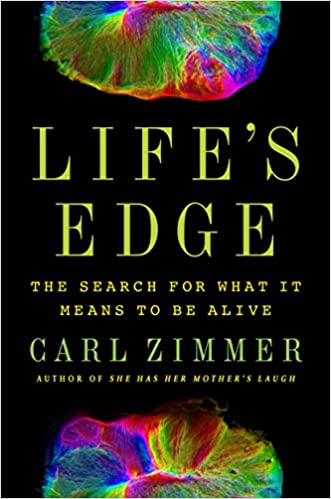 LIFE'S
EDGE
THE SEARCH FOR WHAT IT
MEANS TO BE ALIVE
CARL ZIMMER
AUTHOR OF SHE HAS HER MOTHER'S LAUGH